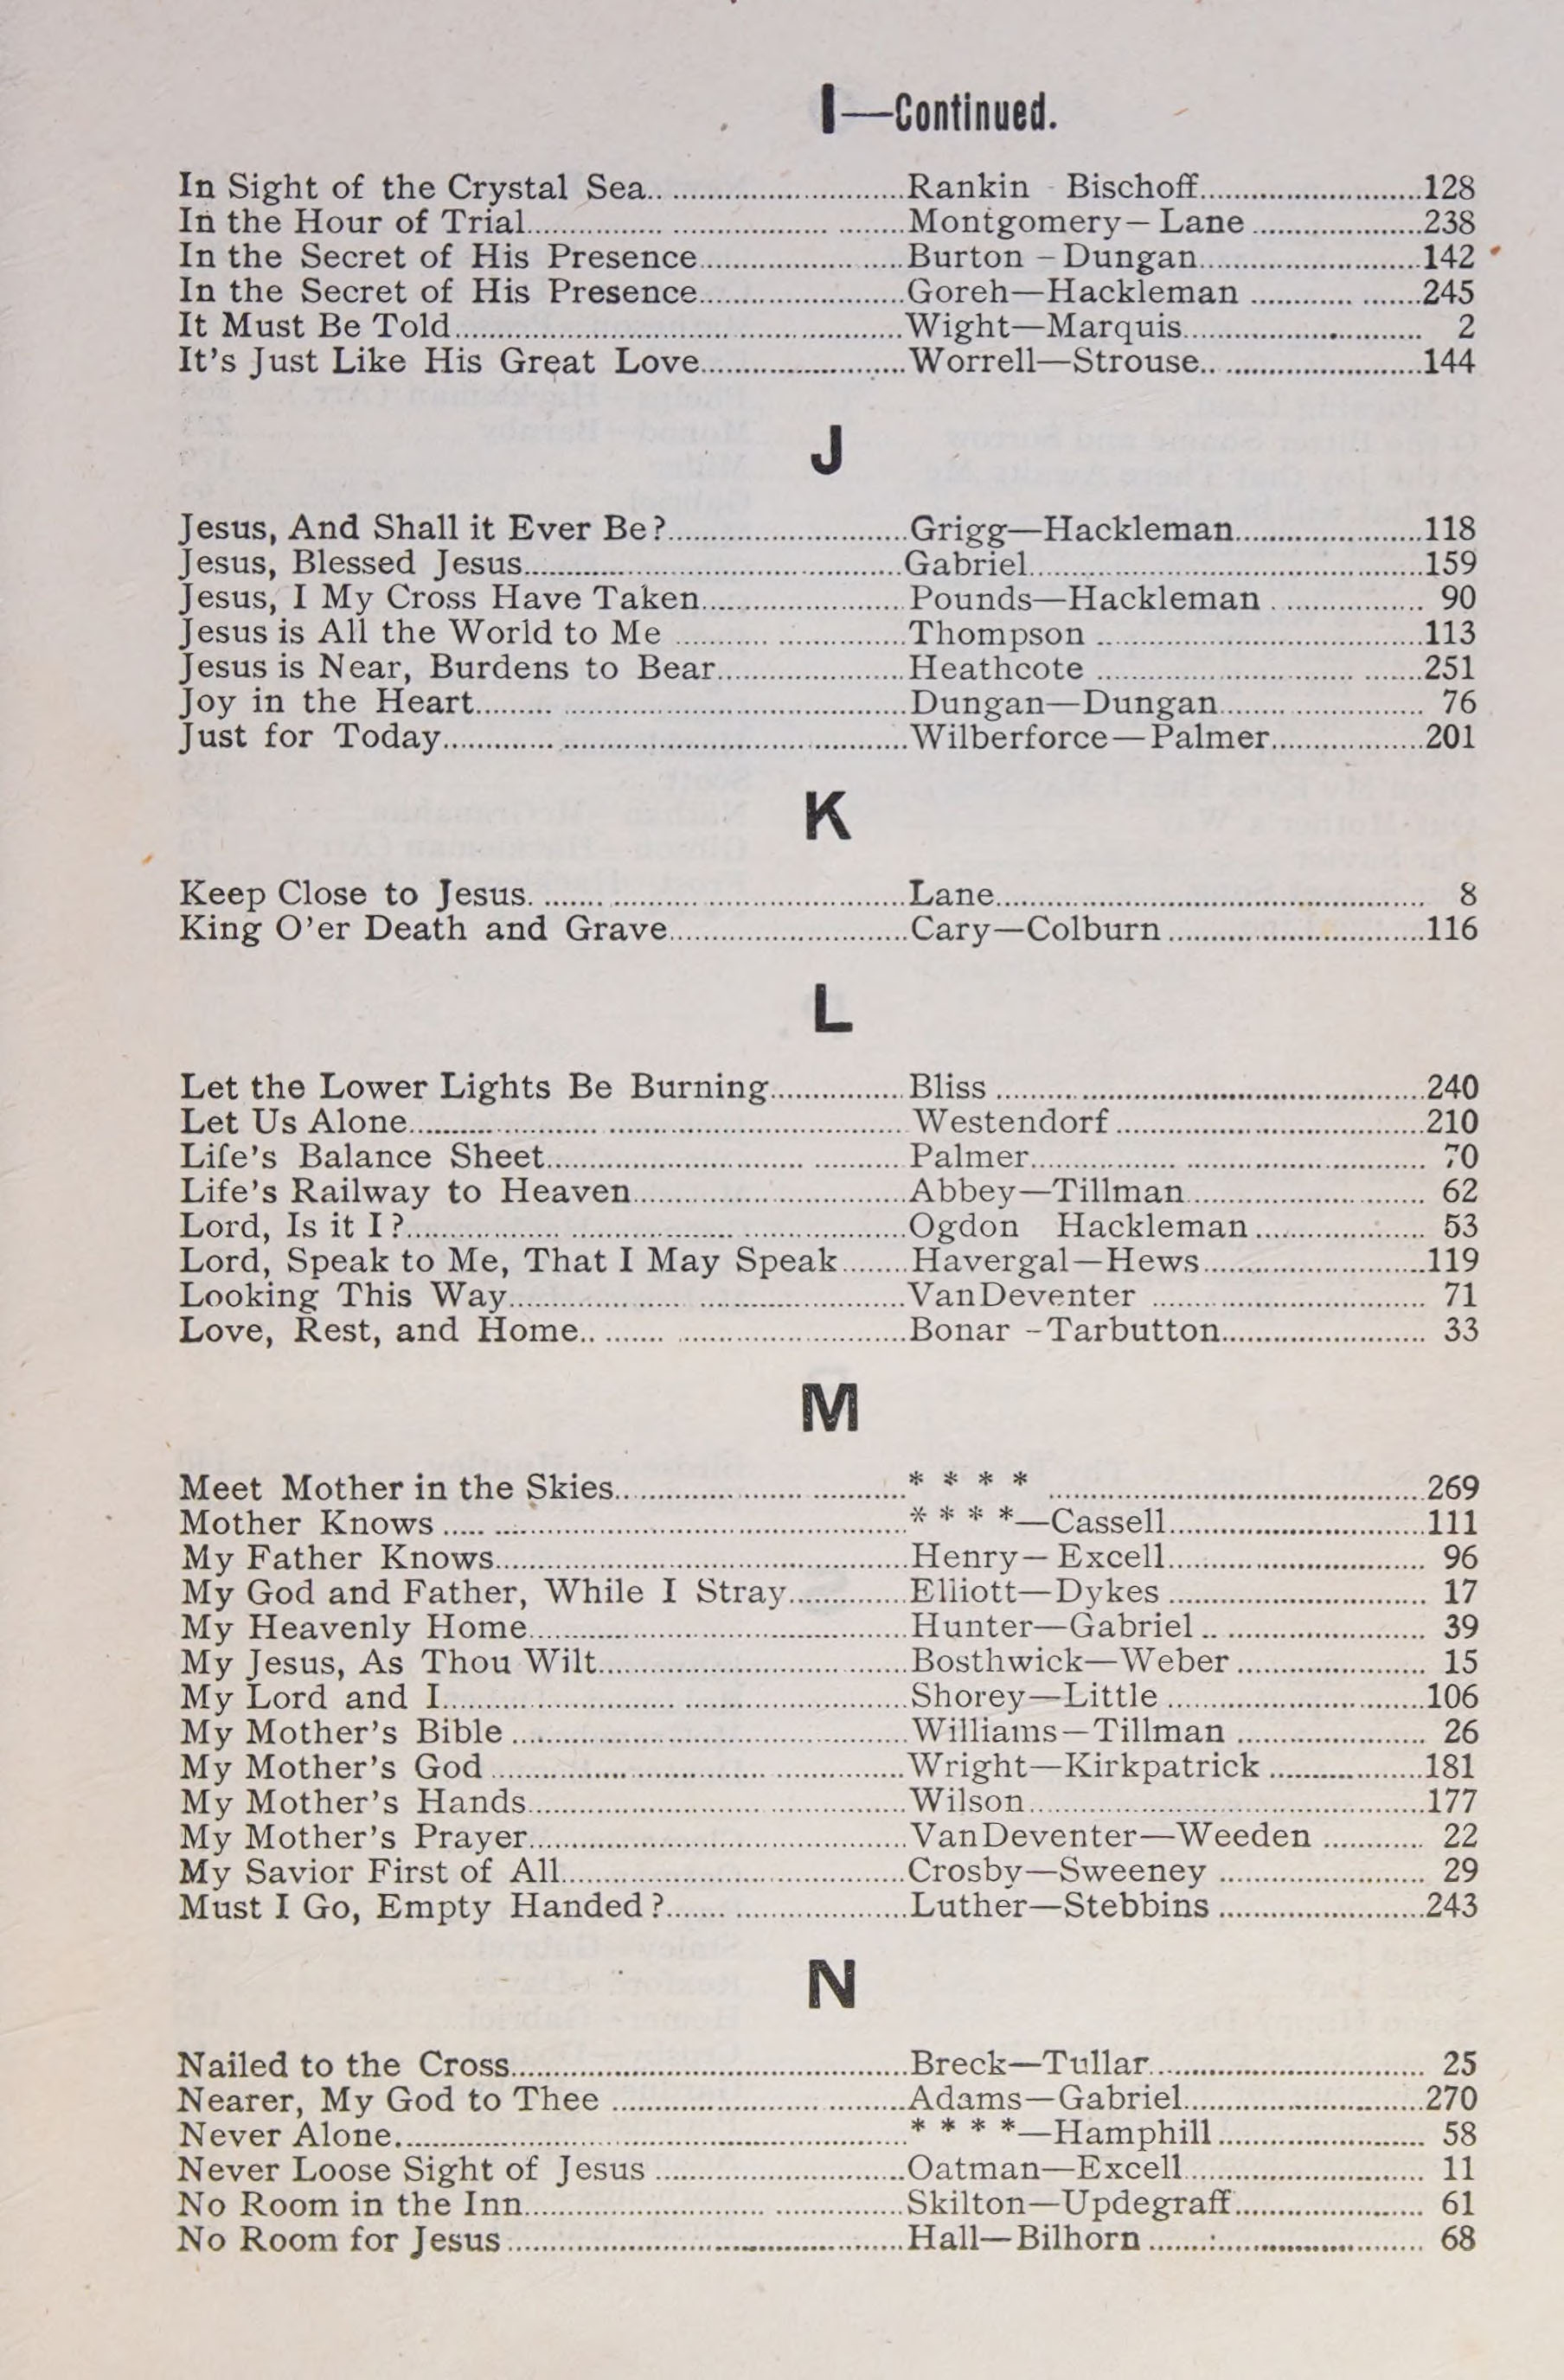 I—Continued.
In Sight of the Crystal Sea.. ........................... Rankin - Bischoff.......................... 128
In the Hour of Trial................ .................. ........ Montgomery— Lane .................... 238
In the Secret of His Presence.................. ..... Burton – Dungan.......................... 142
In the Secret of His Presence........................ Goreh—Hackleman ............ ....... 245
It Must Be Told..................................................... Wight—Marquis............................ 2
It's Just Like His Great Love........................ Worrell—Strouse.. ....................... 144
J
Jesus, And Shall it Ever Be?............................ Grigg—Hackleman...................... 118
Jesus, Blessed Jesus............................................. Gabriel............................................... 159
Jesus, I My Cross Have Taken........................ Pounds—Hackleman . ................. 90
Jesus is All the World to Me ........... ............... Thompson ...................................... 113
Jesus is Near, Burdens to Bear...................... Heathcote .............................. ....... 251
Joy in the Heart......... ........................................ Dungan—Dungan........................ 76
Just for Today....................................................... Wilberforce—Palmer.................. 201
K
Keep Close to Jesus. ........................................... Lane................................................... 8
King O'er Death and Grave............................ Cary—Colburn .............................. 116
L
Let the Lower Lights Be Burning................ Bliss ................................................... 240
Let Us Alone...................... ................................... Westendorf .................................... 210
Life's Balance Sheet.............................. ........... Palmer................. ............................ 70
Life's Railway to Heaven................................ Abbey—Tillman............................ 62
Lord, Is it I?.................. ................... ................... Ogdon Hackleman .................... 53
Lord, Speak to Me, That I May Speak........ Havergal—Hews.......................... 119
Looking This Way.................... ........................ VanDeventer ................................ 71
Love, Rest, and Home.. ....... ........................... Bonar –Tarbutton........................ 33
M
Meet Mother in the Skies...................... ........... * * * * ............................................. 269
Mother Knows ..... ................................................ * * * *—Cassell.............................. 111
My Father Knows................................................. Henry— Excell.............................. 96
My God and Father, While I Stray.............. Elliott—Dykes .............................. 17
My Heavenly Home............................................. Hunter—Gabriel .. ....................... 39
My Jesus, As Thou Wilt..................................... Bosthwick—Weber ...................... 15
My Lord and I............................ .......................... Shorey—Little .............................. 106
My Mother's Bible ............................................... Williams—Tillman ...................... 26
My Mother's God ................................ ............... Wright—Kirkpatrick .................. 181
My Mother's Hands............................................. Wilson............................................... 177
My Mother's Prayer............................................. VanDeventer—Weeden ............ 22
My Savior First of All......................................... Crosby—Sweeney ........................ 29
Must I Go, Empty Handed?....... .................... Luther—Stebbins ........................ 243
N
Nailed to the Cross............................................... Breck—Tullar................................ 25
Nearer, My God to Thee ........................ ......... Adams—Gabriel............................ 270
Never Alone............................................................. * * * *—Hamphill ........................ 58
Never Loose Sight of Jesus ............................. Oatman—Excell............................ 11
No Room in the Inn............................ ............... Skilton—Updegraff...................... 61
No Room for Jesus ............................................... Hall—Bilhorn ................................ 68